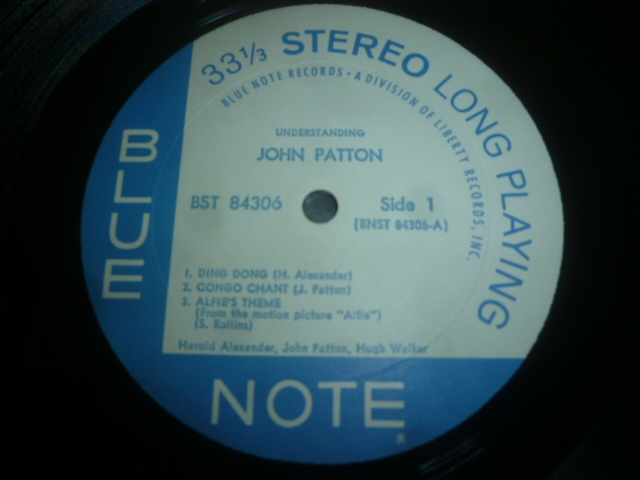 33 1/3 STEREO LONG PLAYING
BLUE NOTE RECORDS • A DIVISION OF LIBERTY RECORDS, INC.
UNDERSTANDING
JOHN PATTON
BST 84306 Side 1
(BNST 84306-A)
1. DING DONG (H. Alexander)
2. CONGO CHANT (J. Patton)
3. ALFIE'S THEME
(From the motion picture "Alfie")
(S. Rollins)
Harold Alexander, John Patton, Hugh Walker
BLUE
NOTE
®